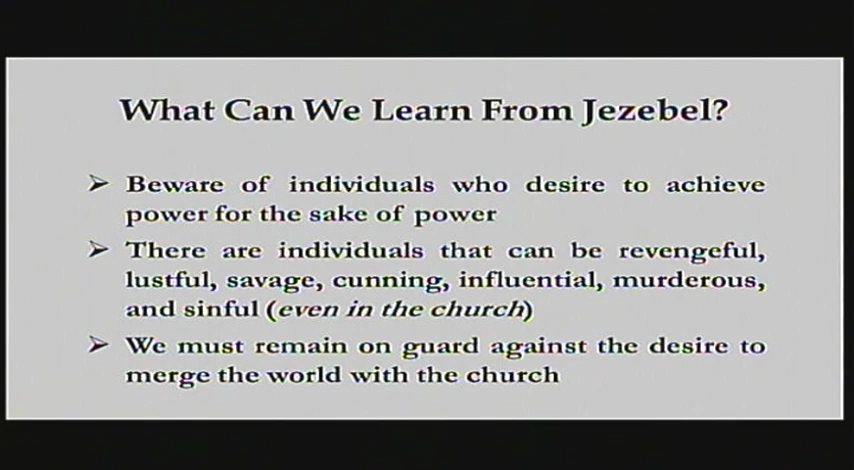 What Can We Learn From Jezebel?
➢ Beware of individuals who desire to achieve
power for the sake of power
➢ There are individuals that can be revengeful,
lustful, savage, cunning, influential, murderous,
and sinful (even in the church)
➢ We must remain on guard against the desire to
merge the world with the church